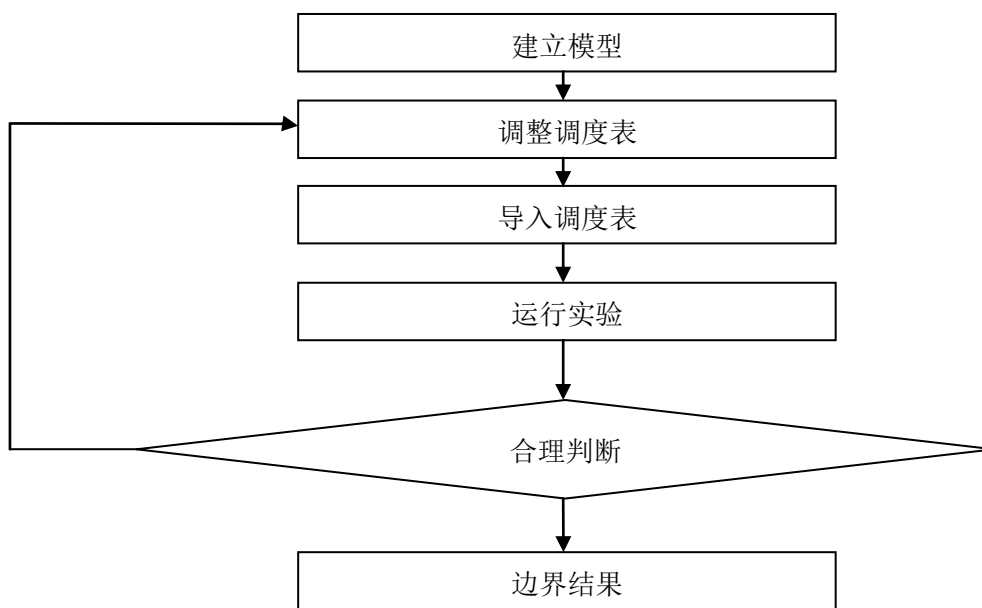 建立模型
调整调度表
导入调度表
运行实验
合理判断
边界结果